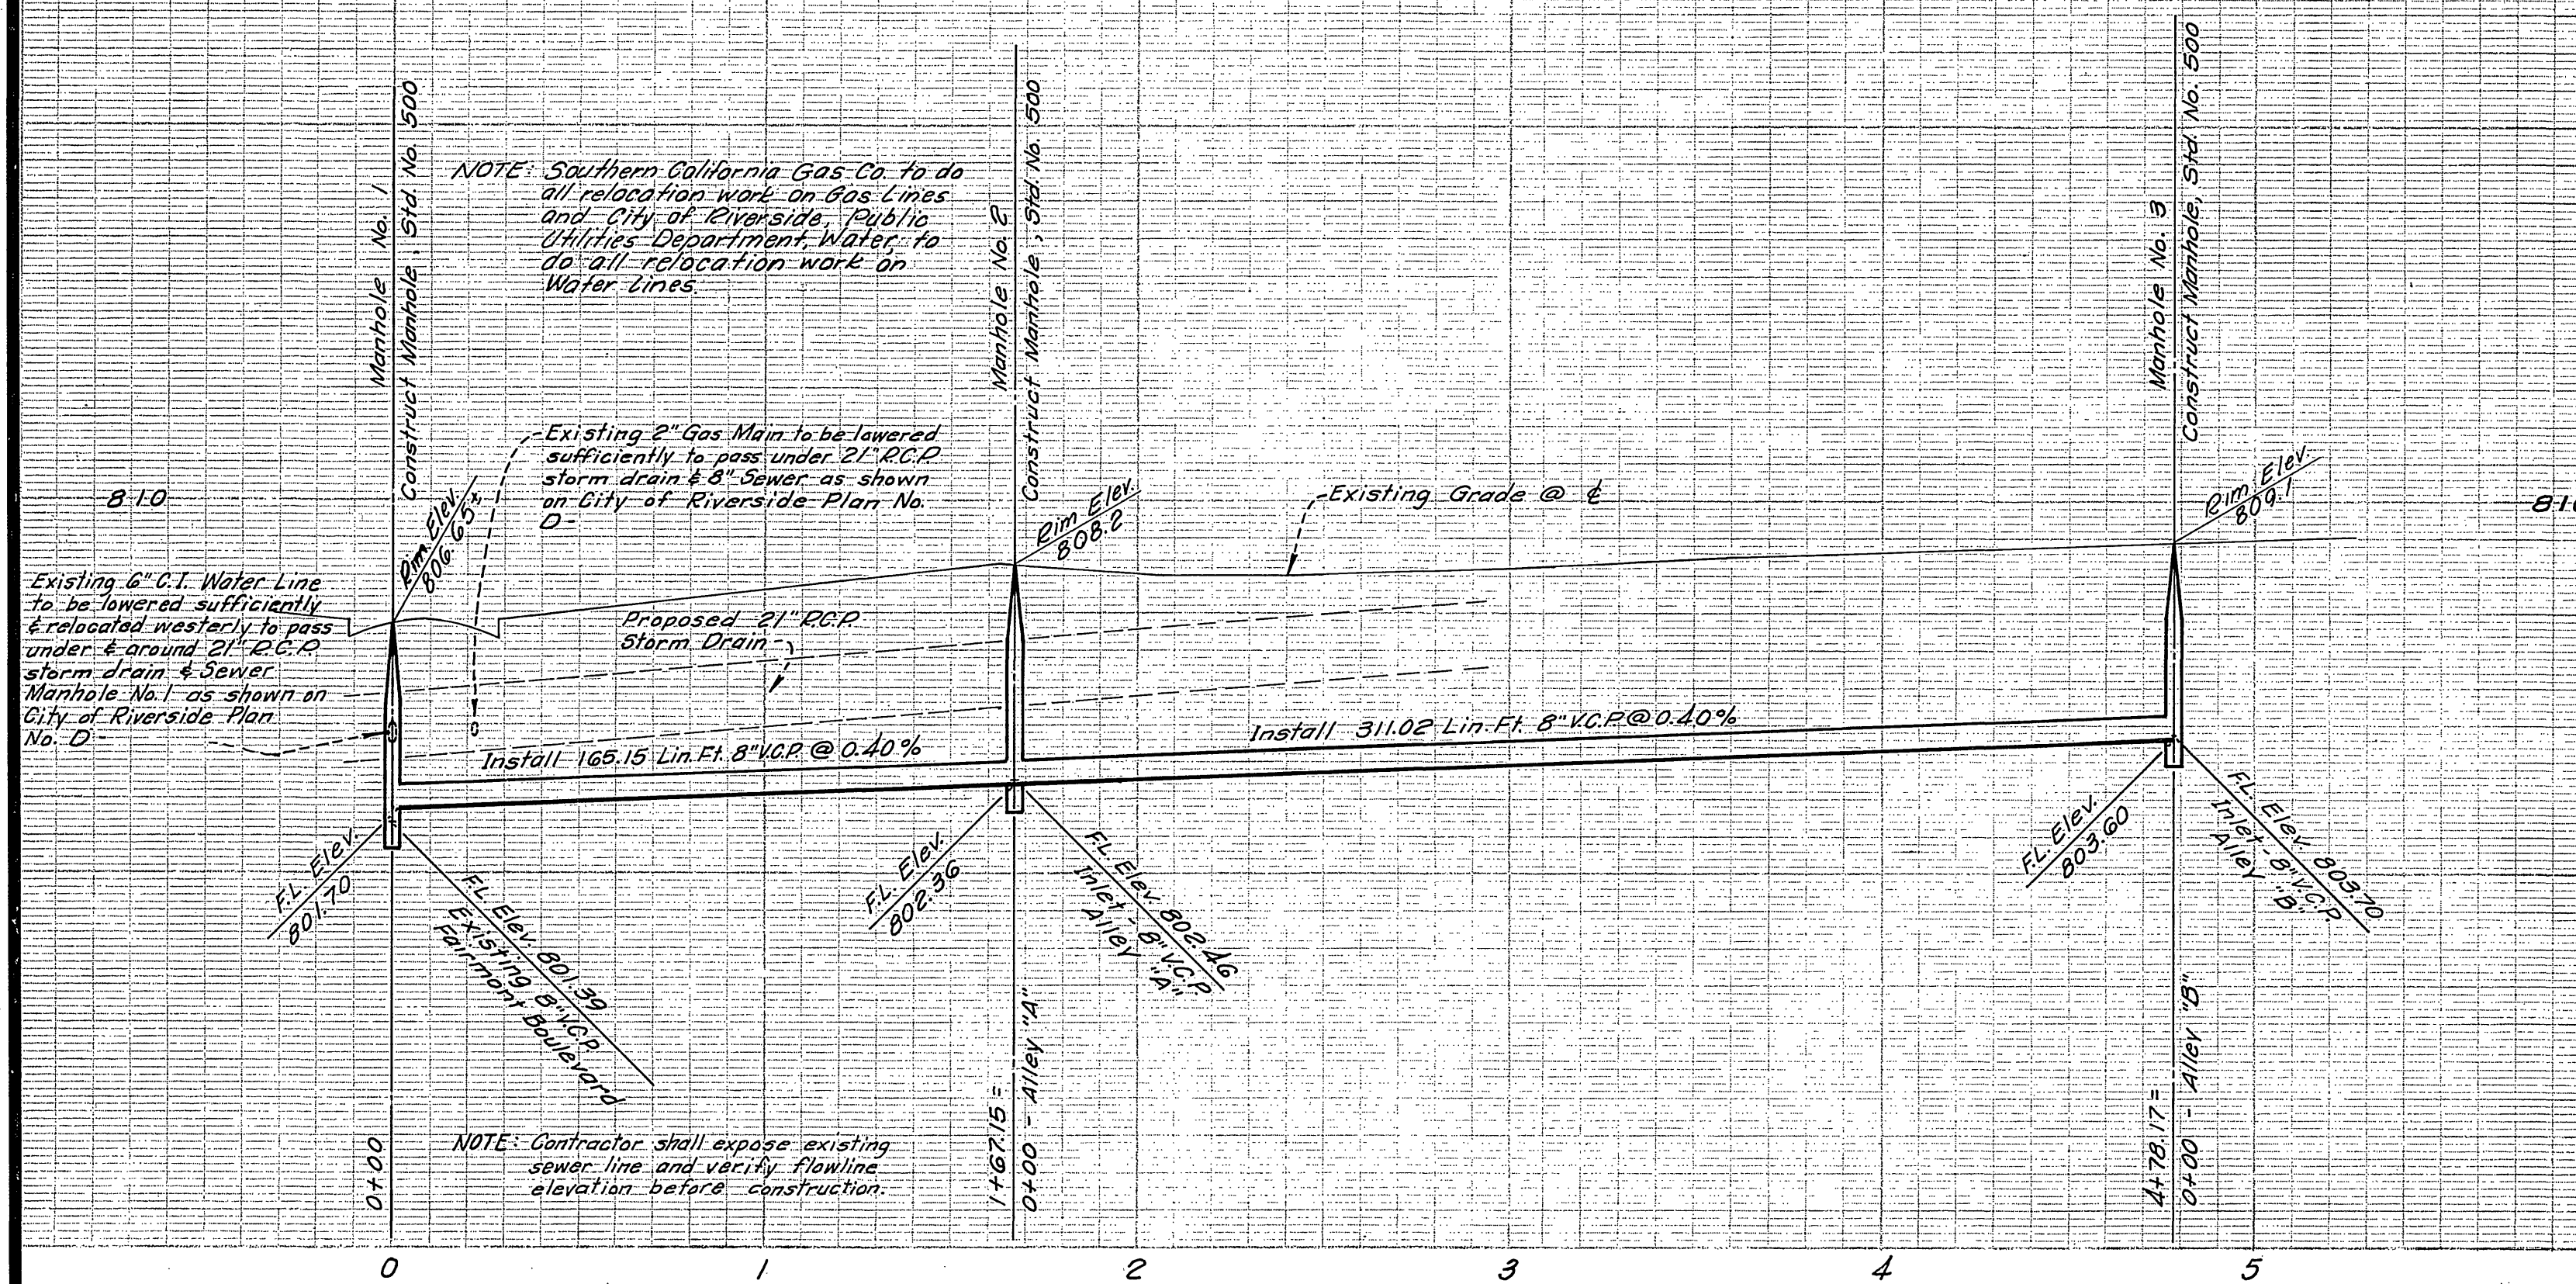 Manhole No. 1
Construct Manhole, Std. No. 500
NOTE: Southern California Gas Co. to do
all relocation work on Gas Lines
and City of Riverside, Public
Utilities Department, Water, to
do all relocation work on
Water Lines.
Manhole No. 2
Construct Manhole, Std. No. 500
Manhole No. 3
Construct Manhole, Std. No. 500
810
Rim Elev.
806.65±
Existing 2" Gas Main to be lowered
sufficiently to pass under 21" R.C.P.
storm drain & 8" Sewer as shown
on City of Riverside Plan No.
D-
Rim Elev.
808.2
Existing Grade @ ℄
Rim Elev.
809.1
810
Existing 6" C.I. Water Line
to be lowered sufficiently
& relocated westerly to pass
under & around 21" R.C.P.
storm drain & Sewer
Manhole No. 1 as shown on
City of Riverside Plan
No. D-
Proposed 21" R.C.P.
Storm Drain
Install 165.15 Lin. Ft. 8" V.C.P. @ 0.40%
Install 311.02 Lin. Ft. 8" V.C.P. @ 0.40%
F.L. Elev.
801.70
F.L. Elev. 801.39
Existing 8" V.C.P.
Fairmont Boulevard
F.L. Elev.
802.36
F.L. Elev. 802.46
Inlet - 8" V.C.P.
Alley "A"
F.L. Elev.
803.60
F.L. Elev. 803.70
Inlet - 8" V.C.P.
Alley "B"
0+00
NOTE: Contractor shall expose existing
sewer line and verify flowline
elevation before construction.
1+67.15 =
0+00 - Alley "A"
4+78.17 =
0+00 - Alley "B"
0 1 2 3 4 5